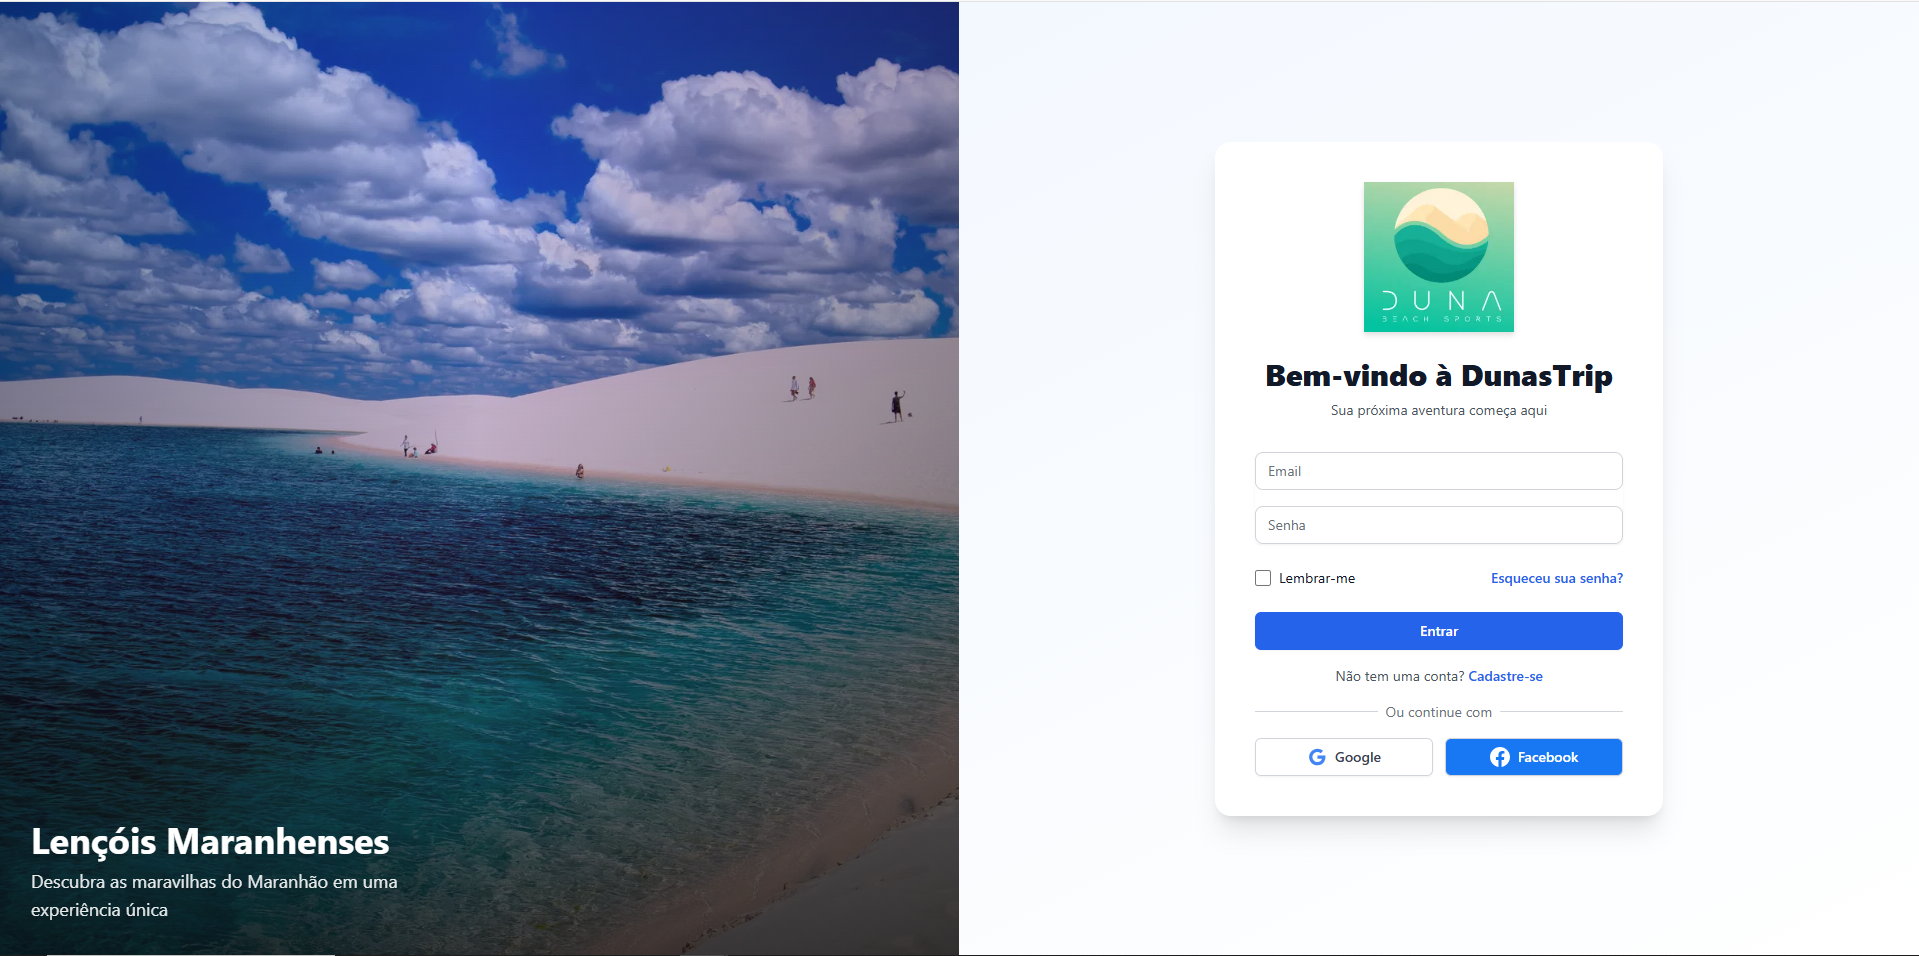 Lençóis Maranhenses
Descubra as maravilhas do Maranhão em uma
experiência única
DUNA
BEACH SPORTS
Bem-vindo à DunasTrip
Sua próxima aventura começa aqui
Email
Senha
Lembrar-me
Esqueceu sua senha?
Entrar
Não tem uma conta? Cadastre-se
Ou continue com
Google
Facebook